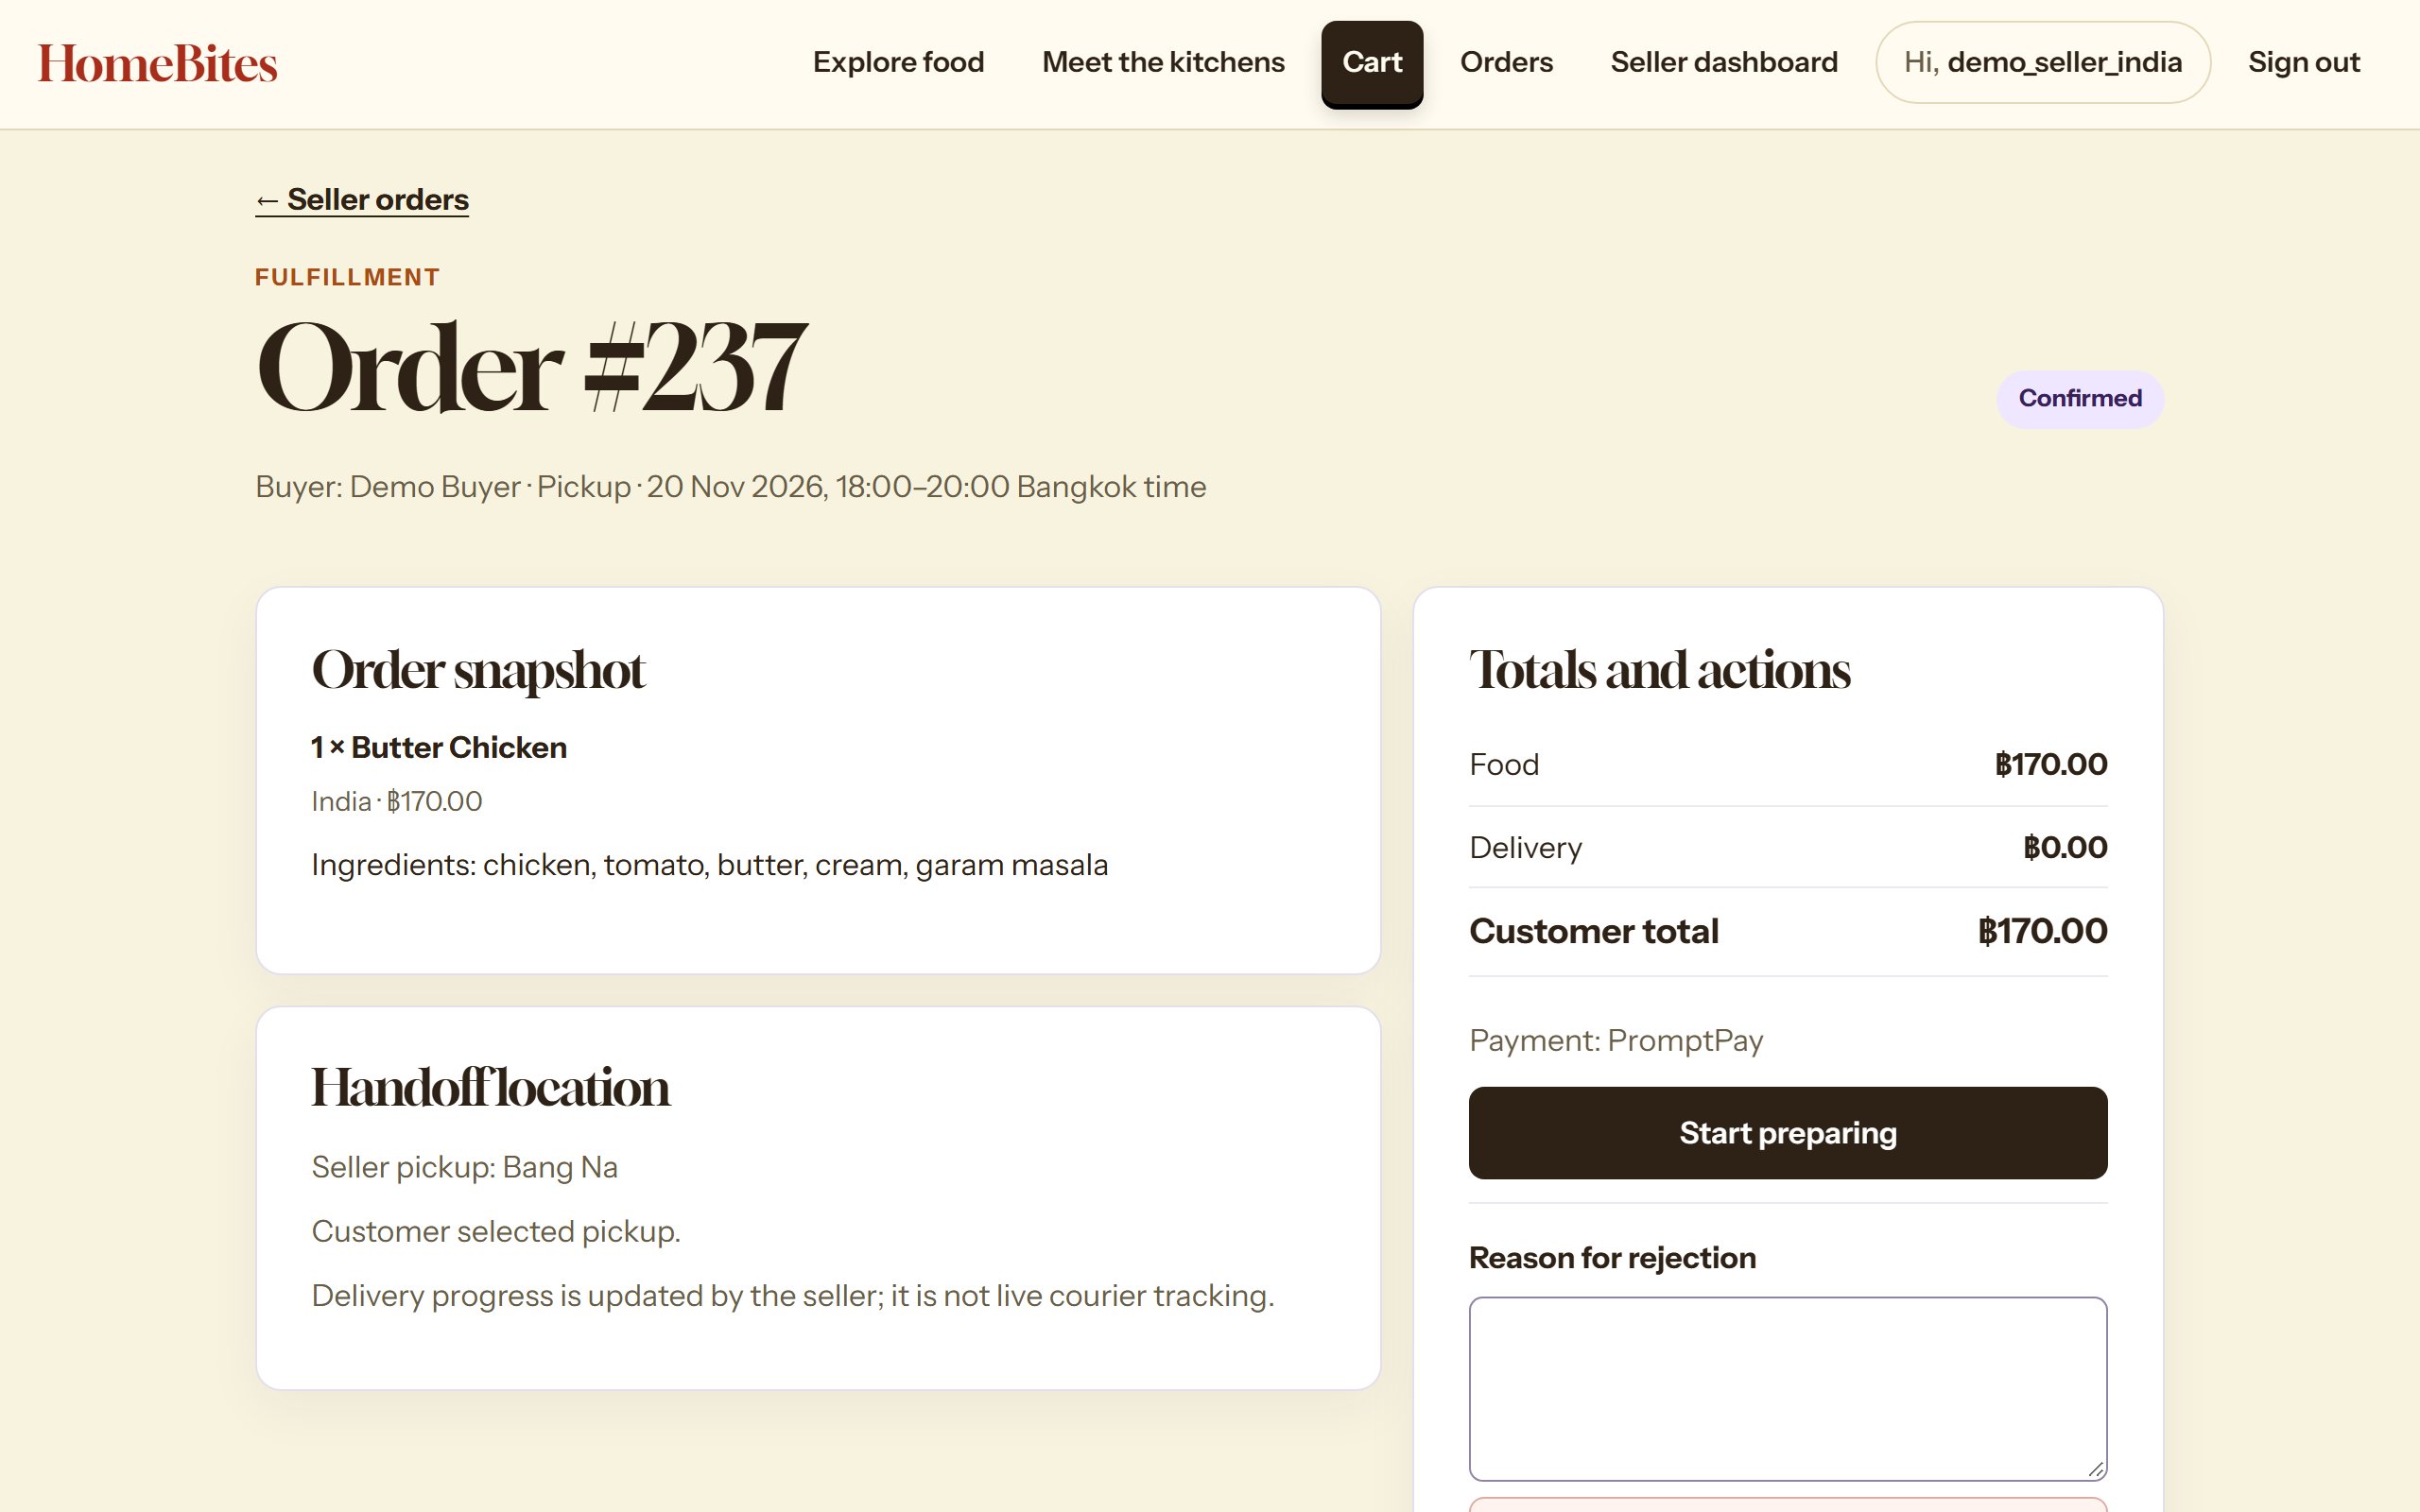 HomeBites
Explore food
Meet the kitchens
Cart
Orders
Seller dashboard
Hi, demo_seller_india
Sign out
← Seller orders
FULFILLMENT
Order #237
Confirmed
Buyer: Demo Buyer · Pickup · 20 Nov 2026, 18:00–20:00 Bangkok time
Order snapshot
1 × Butter Chicken
India · ฿170.00
Ingredients: chicken, tomato, butter, cream, garam masala
Handoff location
Seller pickup: Bang Na
Customer selected pickup.
Delivery progress is updated by the seller; it is not live courier tracking.
Totals and actions
Food ฿170.00
Delivery ฿0.00
Customer total ฿170.00
Payment: PromptPay
Start preparing
Reason for rejection